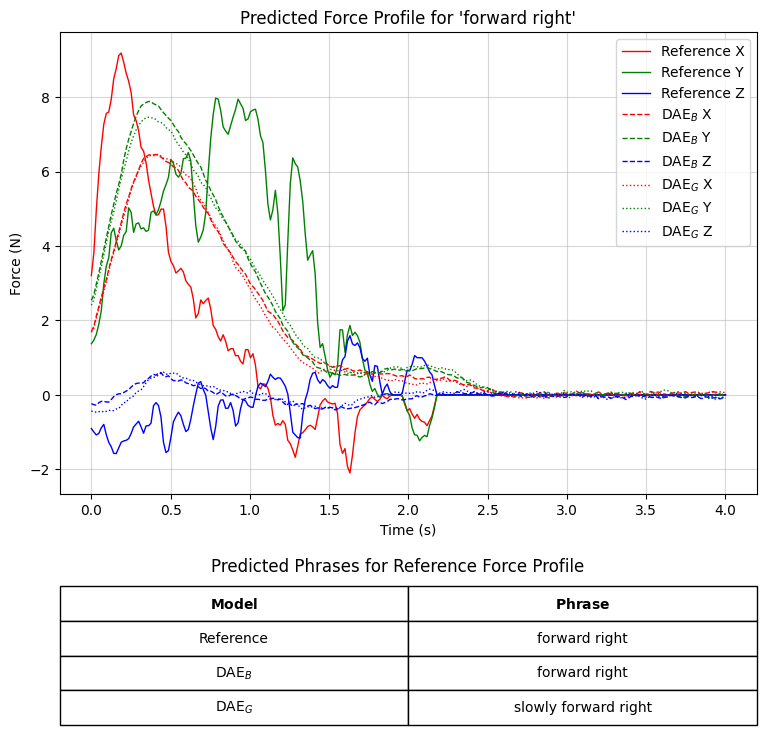 Predicted Force Profile for 'forward right'
Reference X
Reference Y
Reference Z
DAE_B X
DAE_B Y
DAE_B Z
DAE_G X
DAE_G Y
DAE_G Z
Force (N)
8
6
4
2
0
−2
0.0 0.5 1.0 1.5 2.0 2.5 3.0 3.5 4.0
Time (s)
Predicted Phrases for Reference Force Profile
Model Phrase
Reference forward right
DAE_B forward right
DAE_G slowly forward right